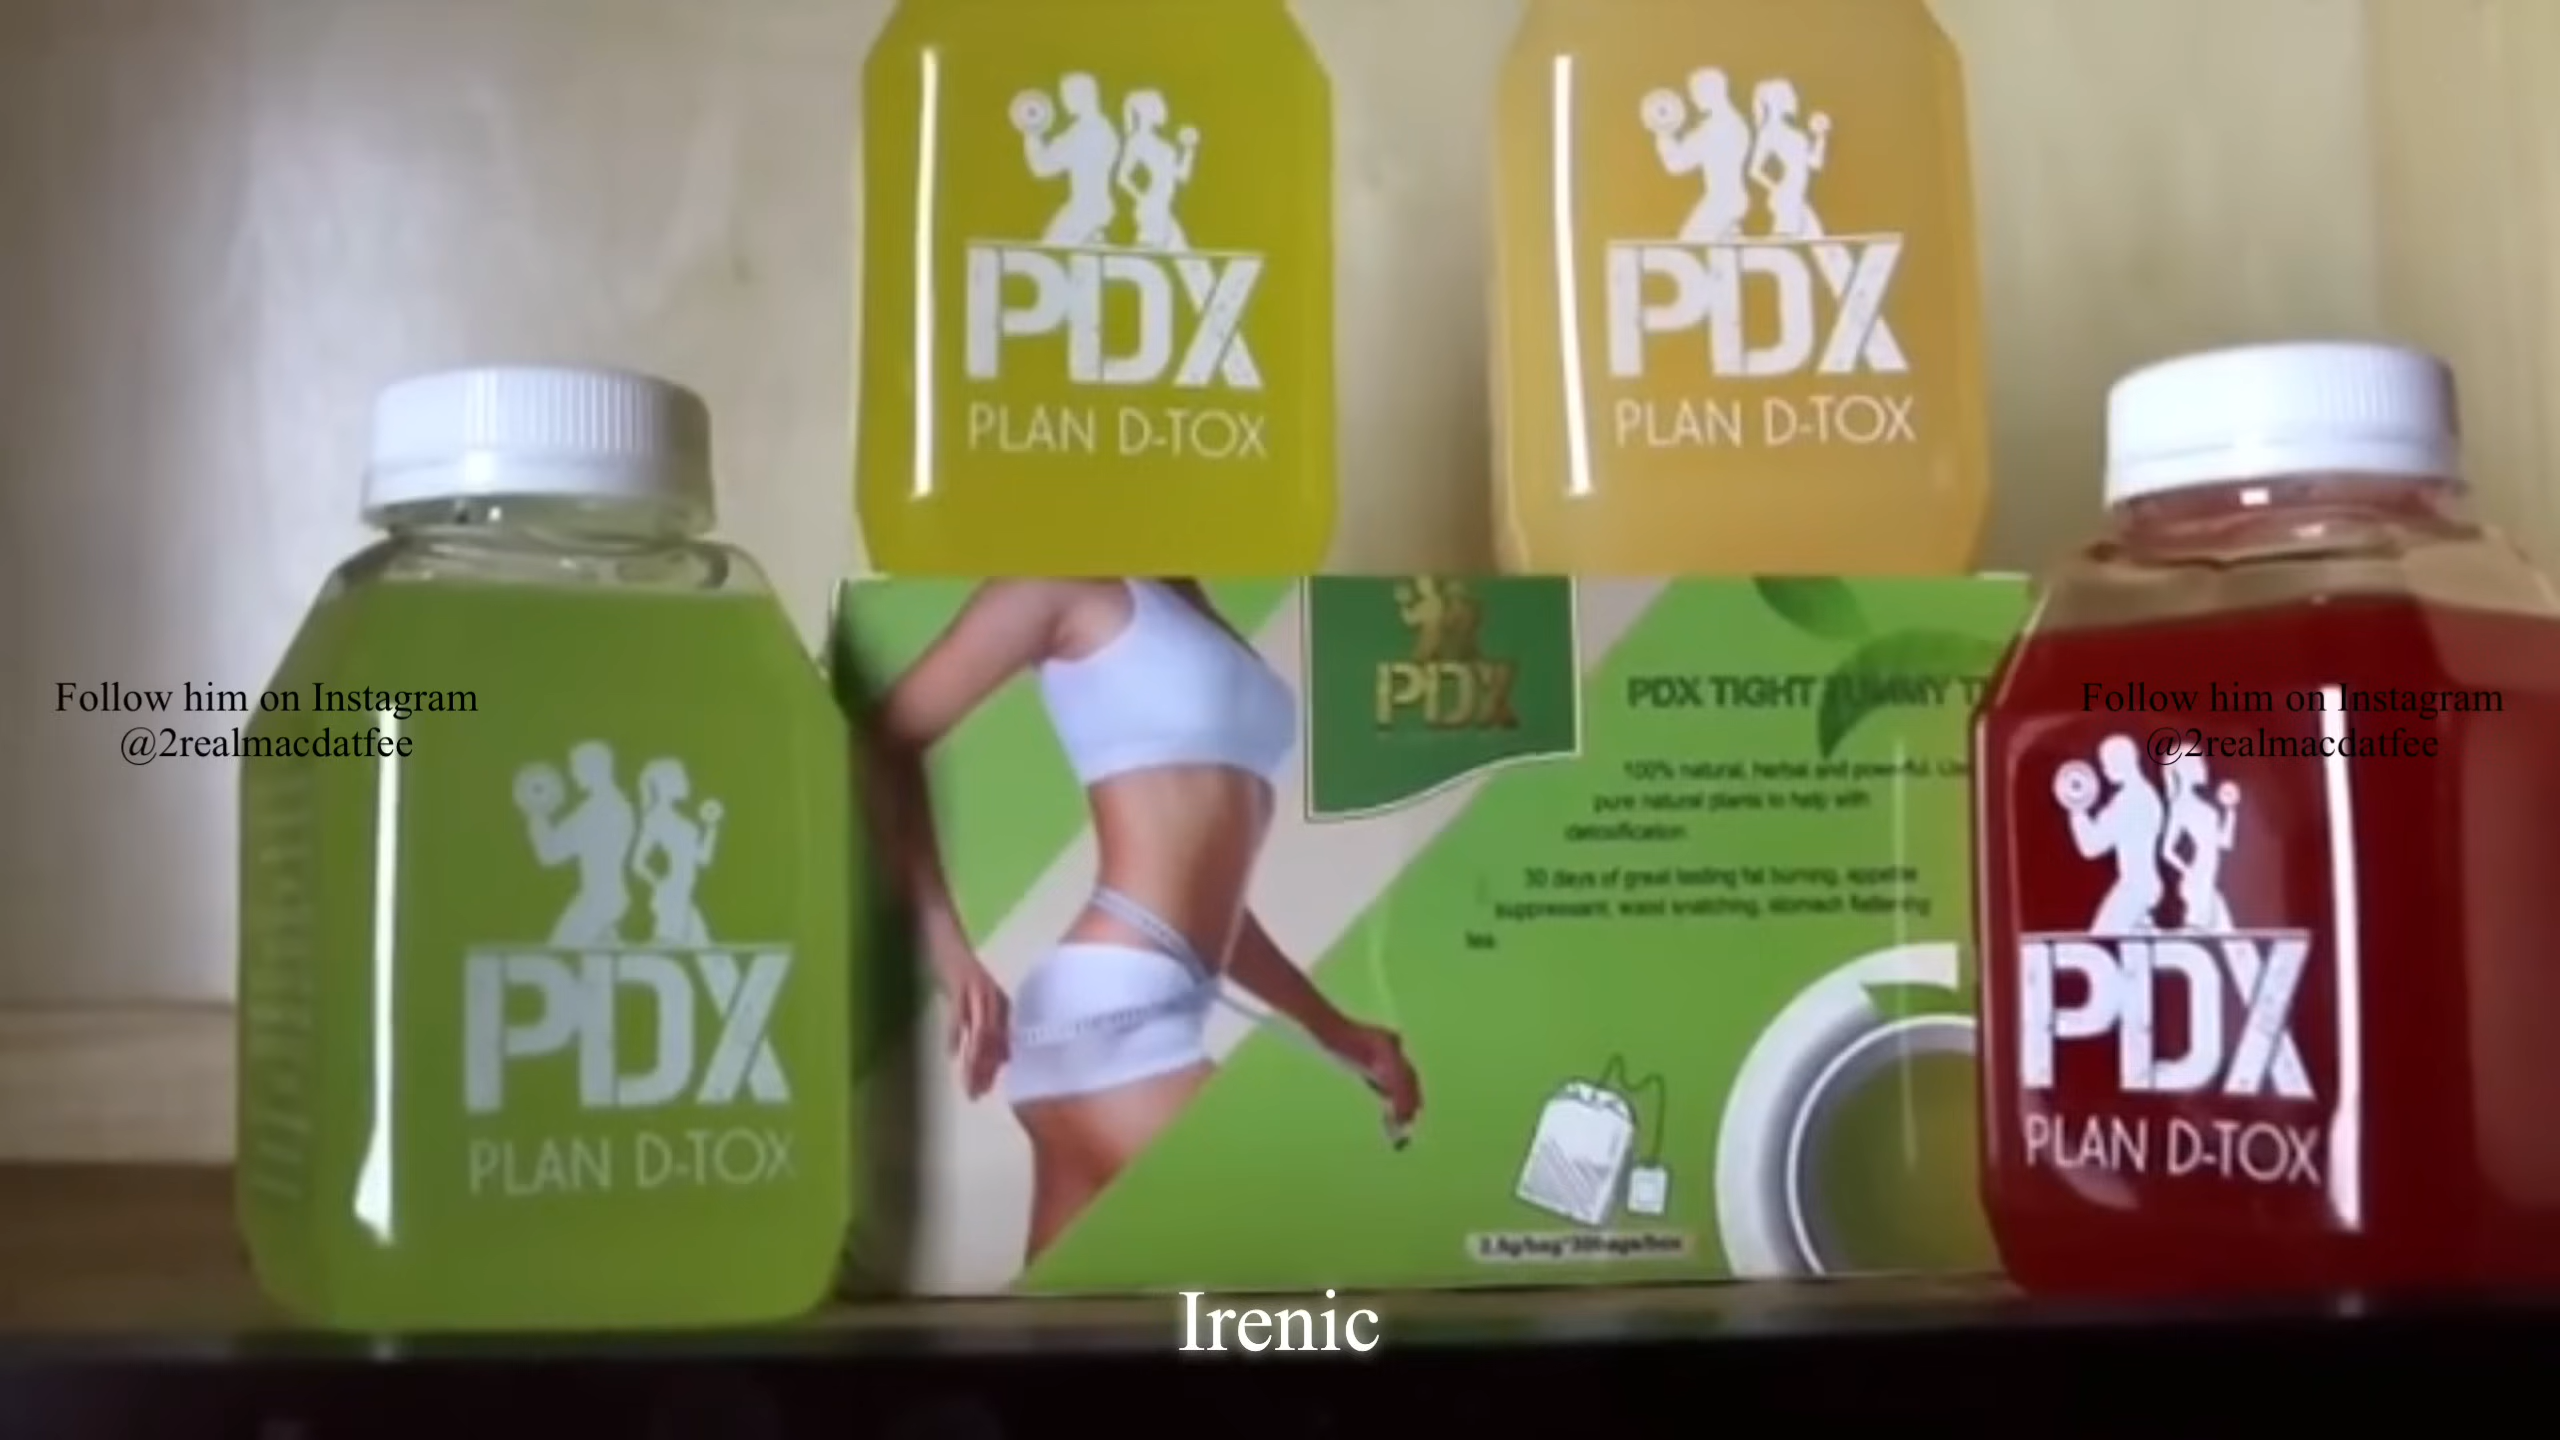 PDX
PLAN D-TOX
PDX
PLAN D-TOX
Follow him on Instagram
@2realmacdatfee
PDX
PLAN D-TOX
PDX
PDX TIGHT TUMMY T
100% natural, herbal and powerful. Use
pure natural plants to help with
detoxification
30 days of great tasting fat burning, appetite
suppressant, waist snatching, stomach flattening
tea.
Follow him on Instagram
@2realmacdatfee
PDX
PLAN D-TOX
Irenic